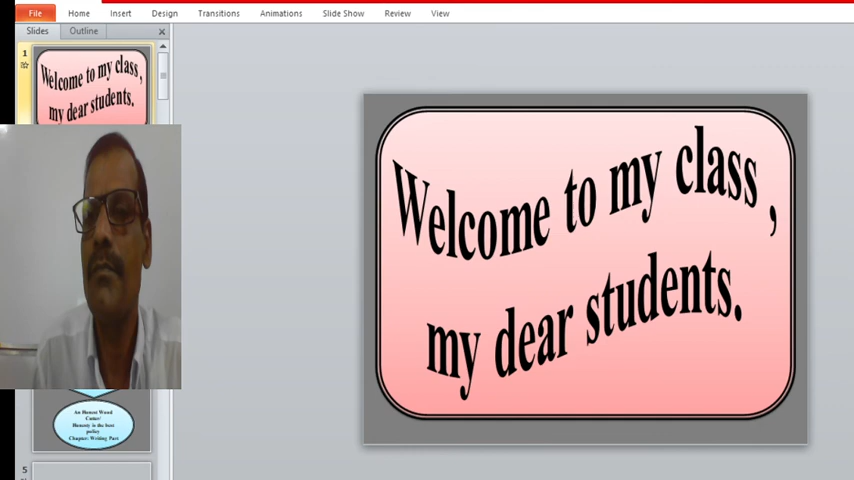 File Home Insert Design Transitions Animations Slide Show Review View
Slides Outline
1
Welcome to my class ,
my dear students.
Welcome to my class ,
my dear students.
An Honest Wood
Cutter/
Honesty is the best
policy
Chapter: Writing Part
5